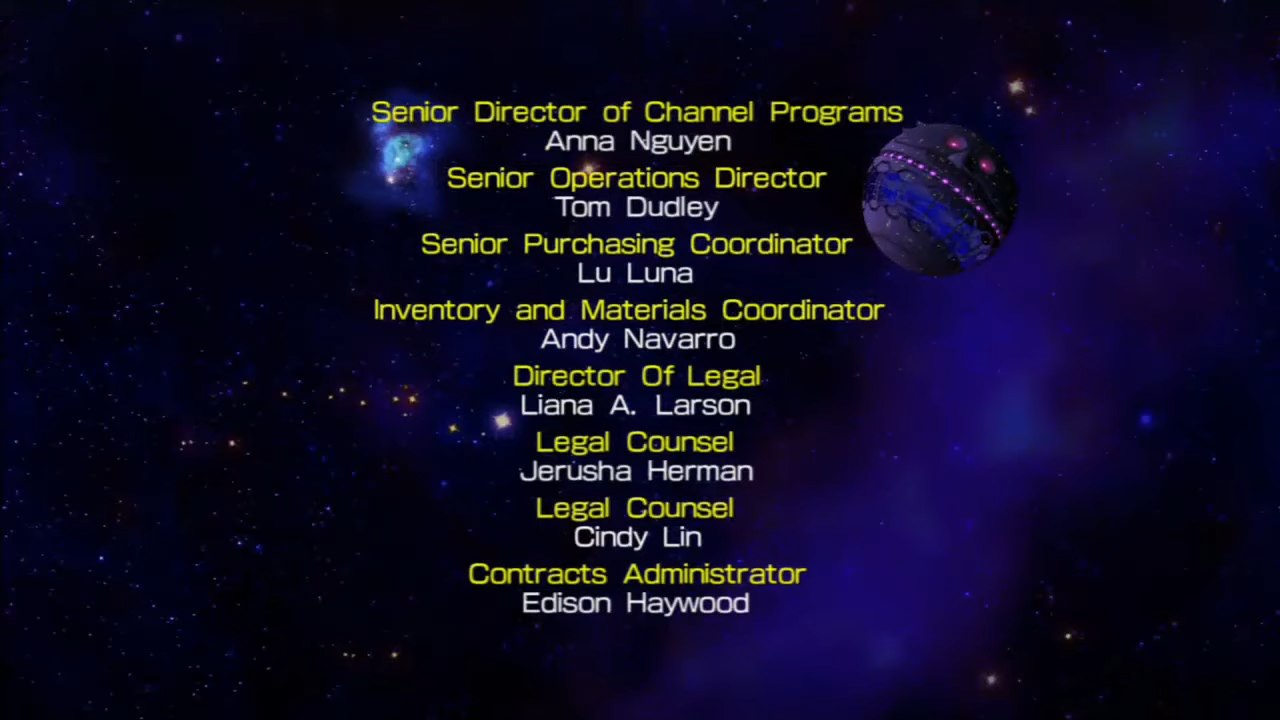 Senior Director of Channel Programs
Anna Nguyen
Senior Operations Director
Tom Dudley
Senior Purchasing Coordinator
Lu Luna
Inventory and Materials Coordinator
Andy Navarro
Director Of Legal
Liana A. Larson
Legal Counsel
Jerusha Herman
Legal Counsel
Cindy Lin
Contracts Administrator
Edison Haywood